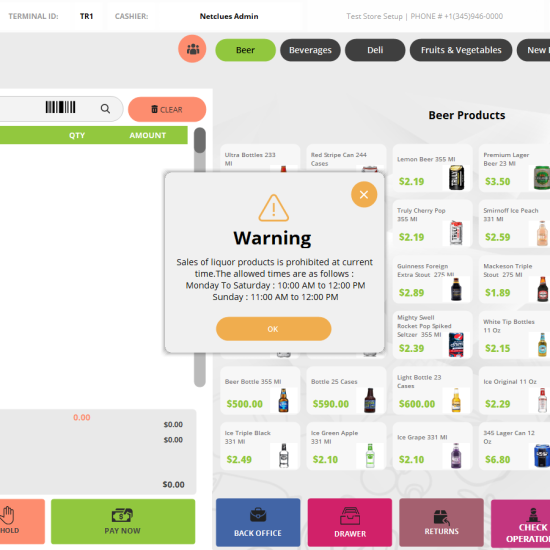 TERMINAL ID: TR1 CASHIER: Netclues Admin Test Store Setup | PHONE # +1(345)946-0000
Beer Beverages Deli Fruits & Vegetables New
CLEAR
QTY AMOUNT
Beer Products
Ultra Bottles 233 Ml
Red Stripe Can 244 Cases
Lemon Beer 355 Ml
$2.19
Premium Lager Beer 23 Ml
$3.50
Truly Cherry Pop 355 Ml
$2.19
Smirnoff Ice Peach 331 Ml
$2.59
Guinness Foreign Extra Stout 275 Ml
$2.89
Mackeson Triple Stout 275 Ml
$1.89
Mighty Swell Rocket Pop Spiked Seltzer 355 Ml
$2.39
White Tip Bottles 11 Oz
$2.15
Warning
Sales of liquor products is prohibited at current
time.The allowed times are as follows :
Monday To Saturday : 10:00 AM to 12:00 PM
Sunday : 11:00 AM to 12:00 PM
OK
Beer Bottle 355 Ml
$500.00
Bottle 25 Cases
$590.00
Light Bottle 23 Cases
$600.00
Ice Original 11 Oz
$2.29
Ice Triple Black 331 Ml
$2.49
Ice Green Apple 331 Ml
$2.10
Ice Grape 331 Ml
$2.10
345 Lager Can 12 Oz
$6.80
0.00
$0.00
$0.00
$0.00
HOLD
PAY NOW
BACK OFFICE
DRAWER
RETURNS
CHECK
OPERATION